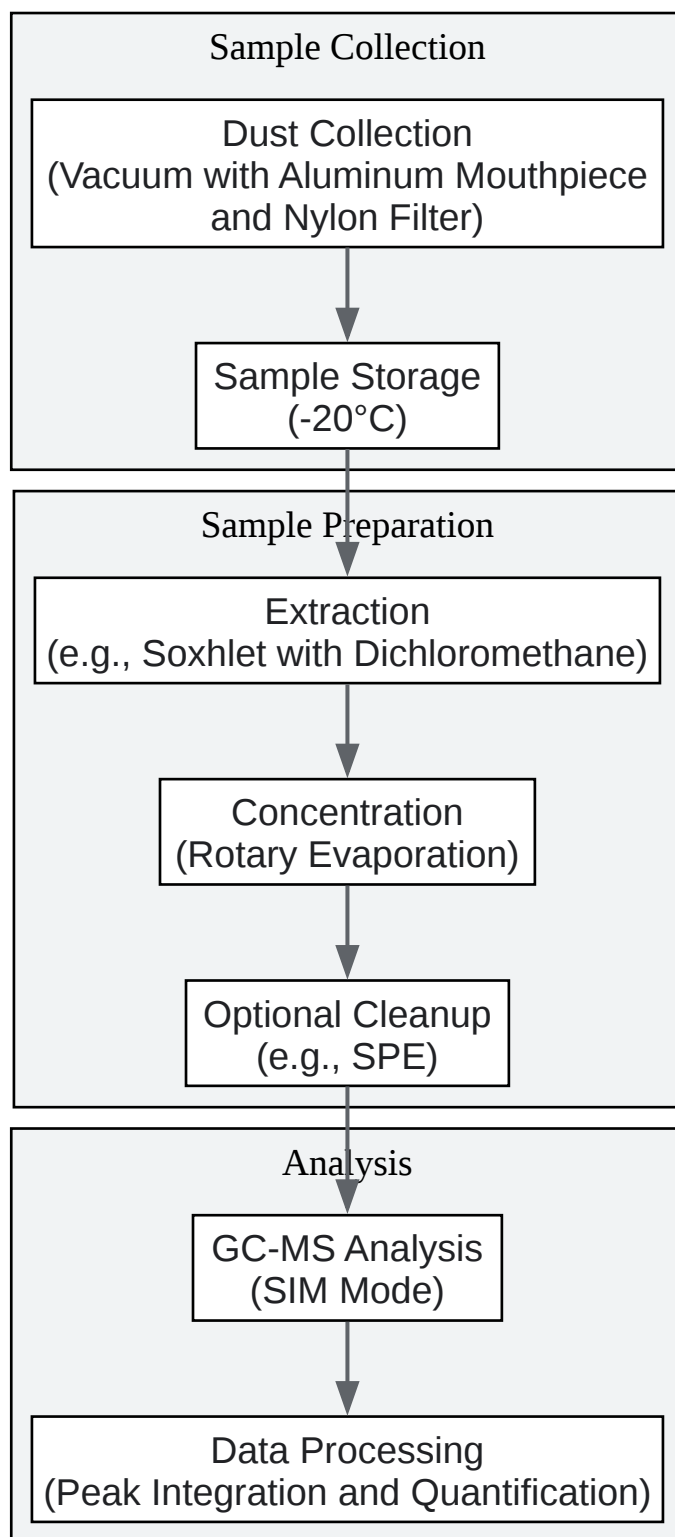 Sample Collection
Dust Collection
(Vacuum with Aluminum Mouthpiece
and Nylon Filter)
Sample Storage
(-20°C)
Sample Preparation
Extraction
(e.g., Soxhlet with Dichloromethane)
Concentration
(Rotary Evaporation)
Optional Cleanup
(e.g., SPE)
Analysis
GC-MS Analysis
(SIM Mode)
Data Processing
(Peak Integration and Quantification)